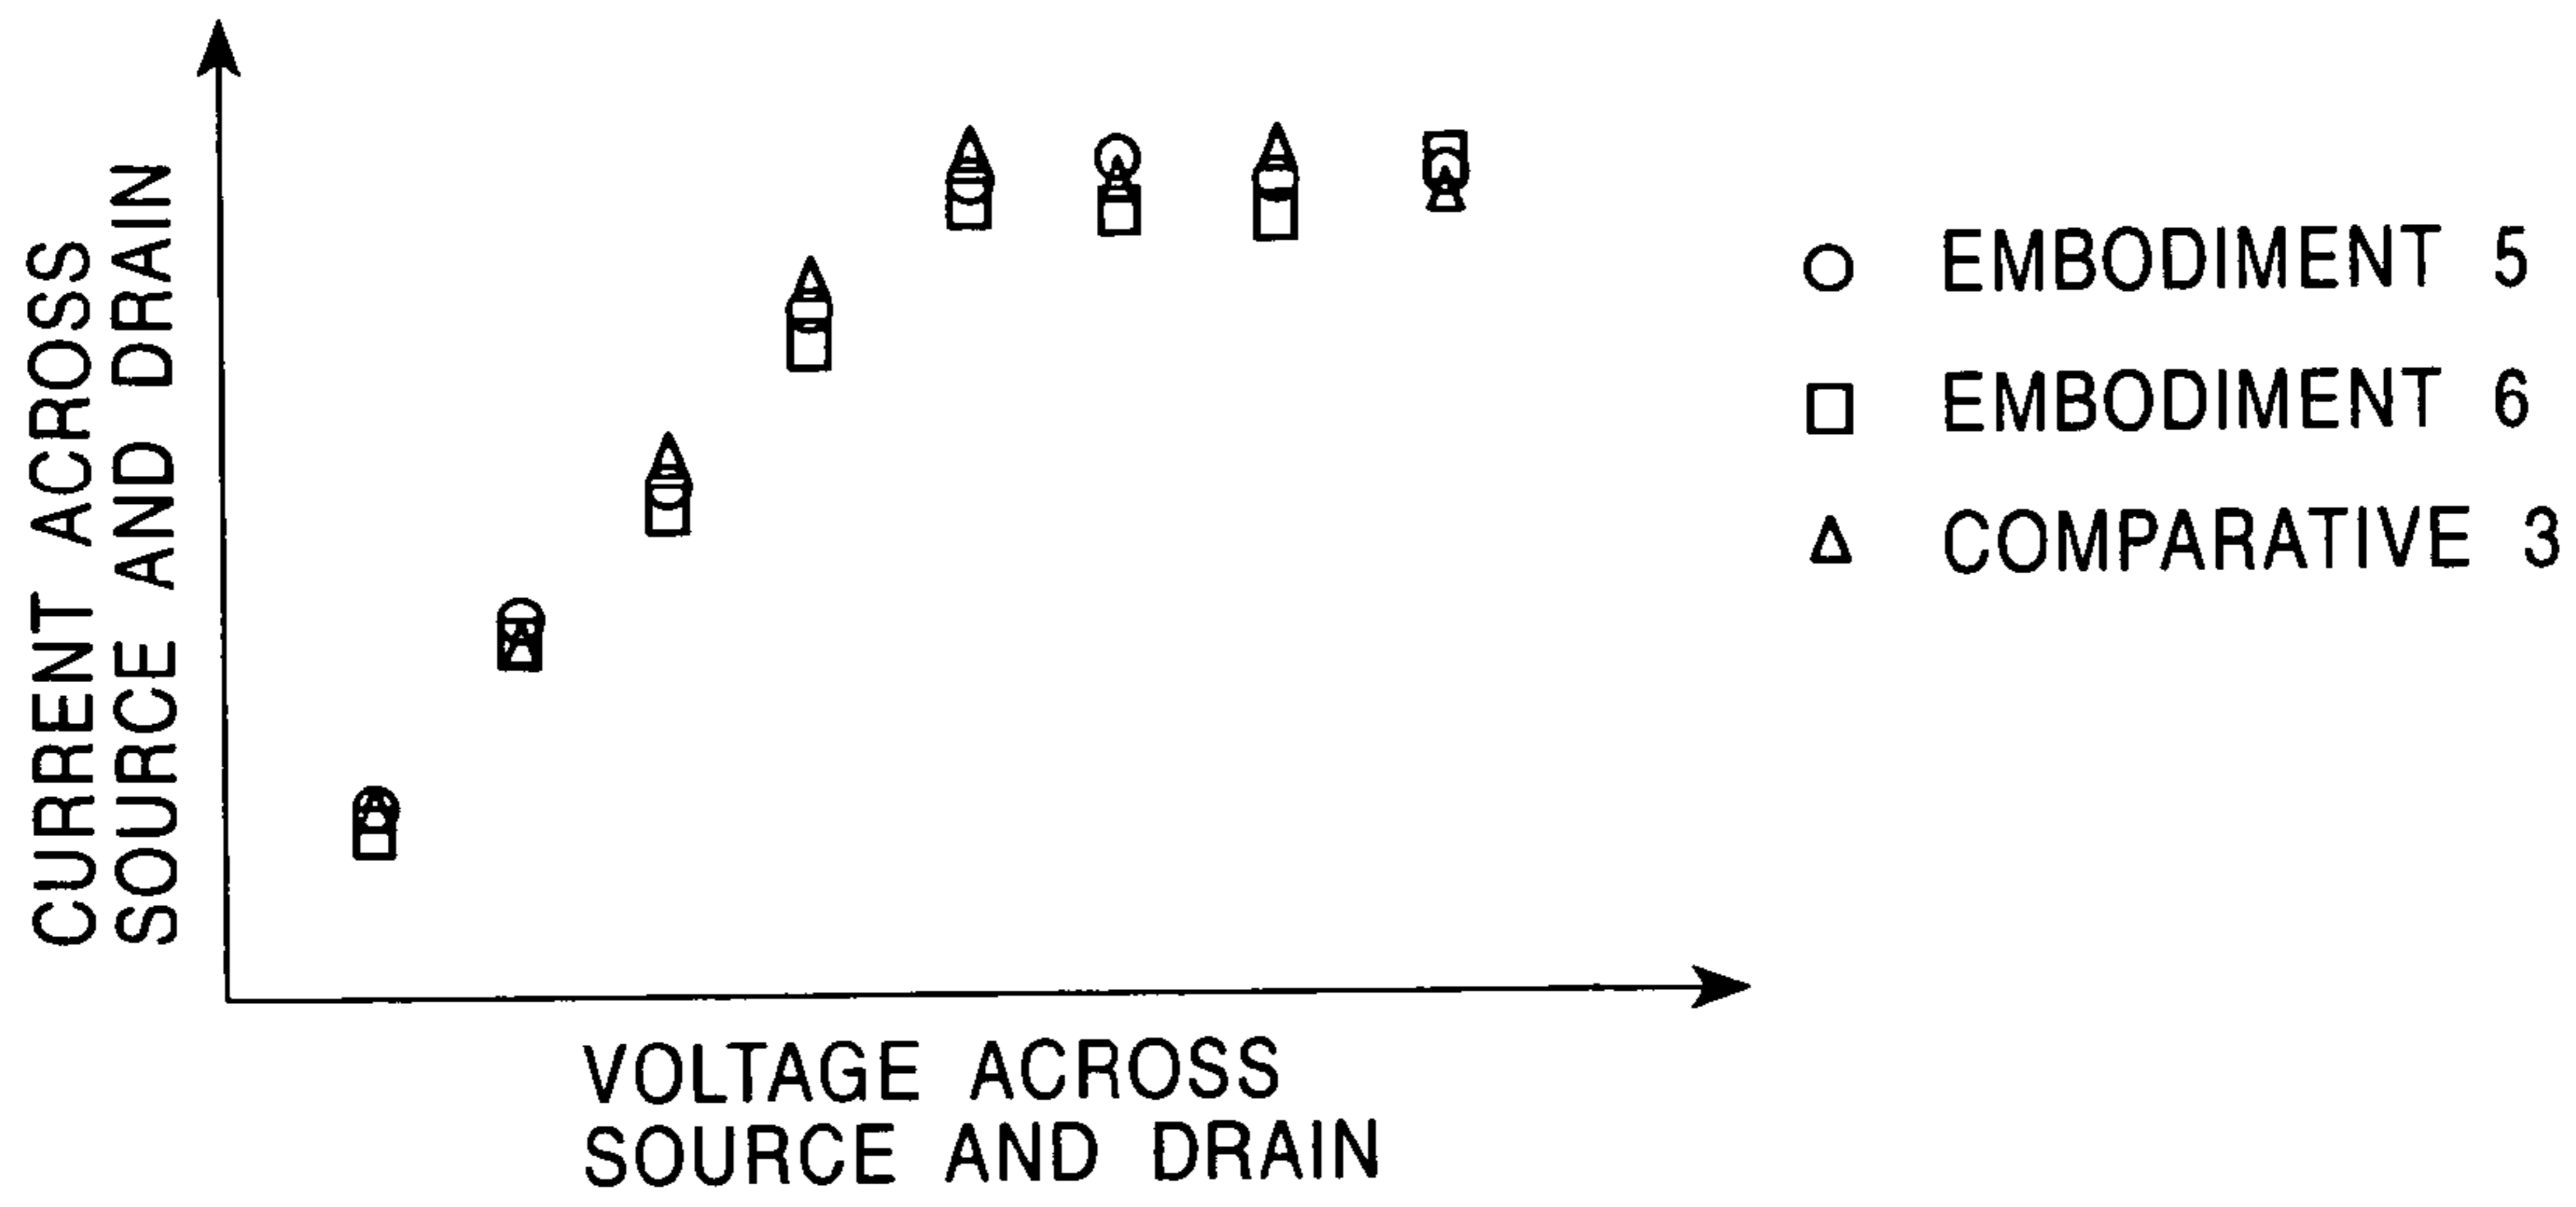 CURRENT ACROSS
SOURCE AND DRAIN
EMBODIMENT 5
EMBODIMENT 6
COMPARATIVE 3
VOLTAGE ACROSS
SOURCE AND DRAIN